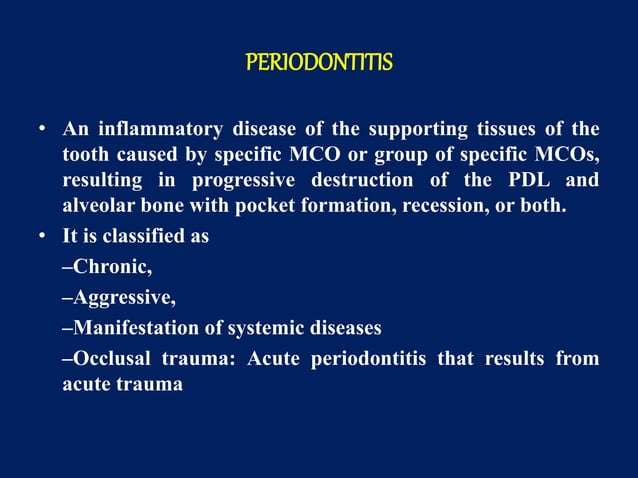 PERIODONTITIS
• An inflammatory disease of the supporting tissues of the
tooth caused by specific MCO or group of specific MCOs,
resulting in progressive destruction of the PDL and
alveolar bone with pocket formation, recession, or both.
• It is classified as
–Chronic,
–Aggressive,
–Manifestation of systemic diseases
–Occlusal trauma: Acute periodontitis that results from
acute trauma